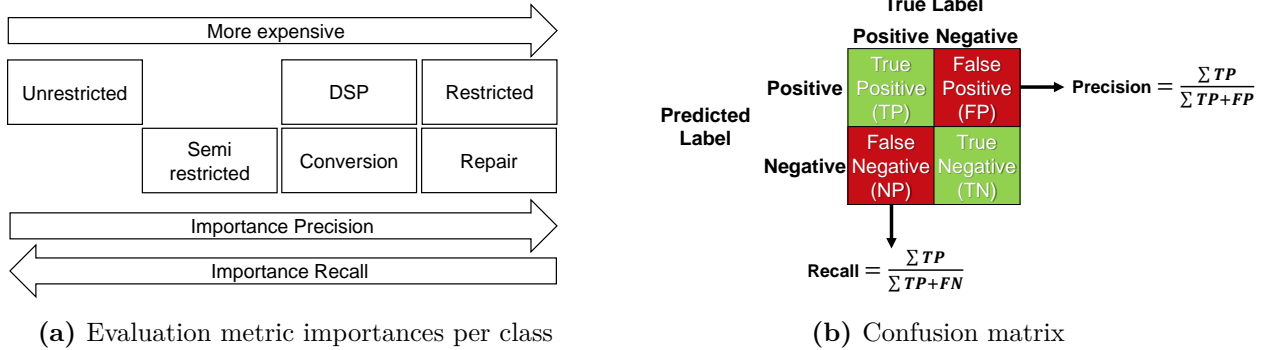 More expensive
Unrestricted
DSP
Restricted
Semi
restricted
Conversion
Repair
Importance Precision
Importance Recall
(a) Evaluation metric importances per class
True Label
Positive Negative
Predicted
Label
Positive
True
Positive
(TP)
False
Positive
(FP)
Negative
False
Negative
(NP)
True
Negative
(TN)
Precision = ∑ TP / ∑ TP+FP
Recall = ∑ TP / ∑ TP+FN
(b) Confusion matrix